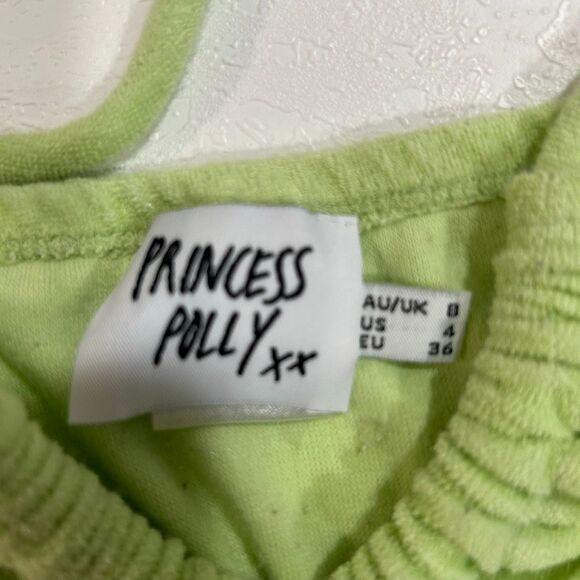 PRINCESS
POLLY xx
AU/UK 8
US 4
EU 36